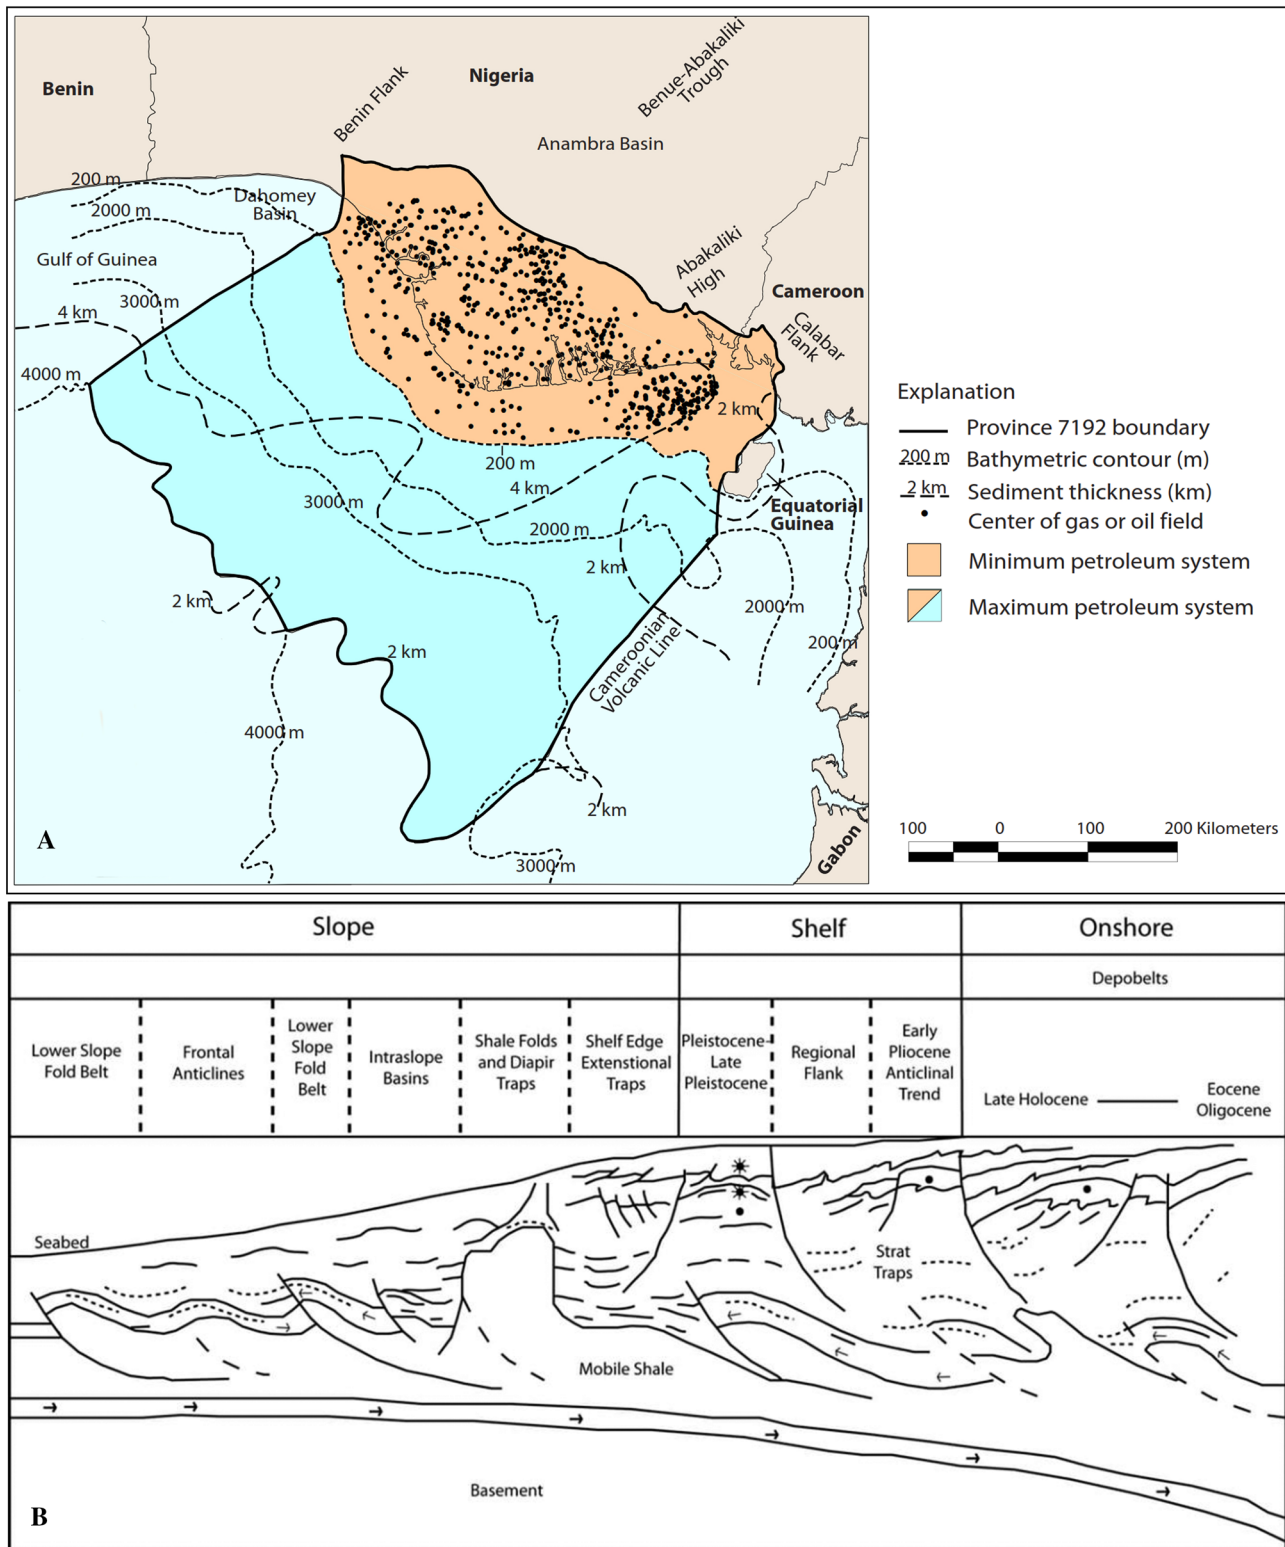 Benin
Nigeria
Benin Flank
Benue-Abakaliki
Trough
Anambra Basin
200 m
2000 m
Dahomey
Basin
Gulf of Guinea
3000 m
4 km
4000 m
Abakaliki
High
Cameroon
Calabar
Flank
2 km
200 m
4 km
3000 m
2000 m
Equatorial
Guinea
2 km
2 km
2000 m
200 m
2 km
Cameroonian
Volcanic Line
4000 m
2 km
3000 m
Gabon
A
Explanation
Province 7192 boundary
200 m Bathymetric contour (m)
2 km Sediment thickness (km)
Center of gas or oil field
Minimum petroleum system
Maximum petroleum system
100 0 100 200 Kilometers
Slope
Shelf
Onshore
Depobelts
Lower Slope
Fold Belt
Frontal
Anticlines
Lower
Slope
Fold
Belt
Intraslope
Basins
Shale Folds
and Diapir
Traps
Shelf Edge
Extenstional
Traps
Pleistocene-
Late
Pleistocene
Regional
Flank
Early
Pliocene
Anticlinal
Trend
Late Holocene
Eocene
Oligocene
Seabed
Strat
Traps
Mobile Shale
Basement
B